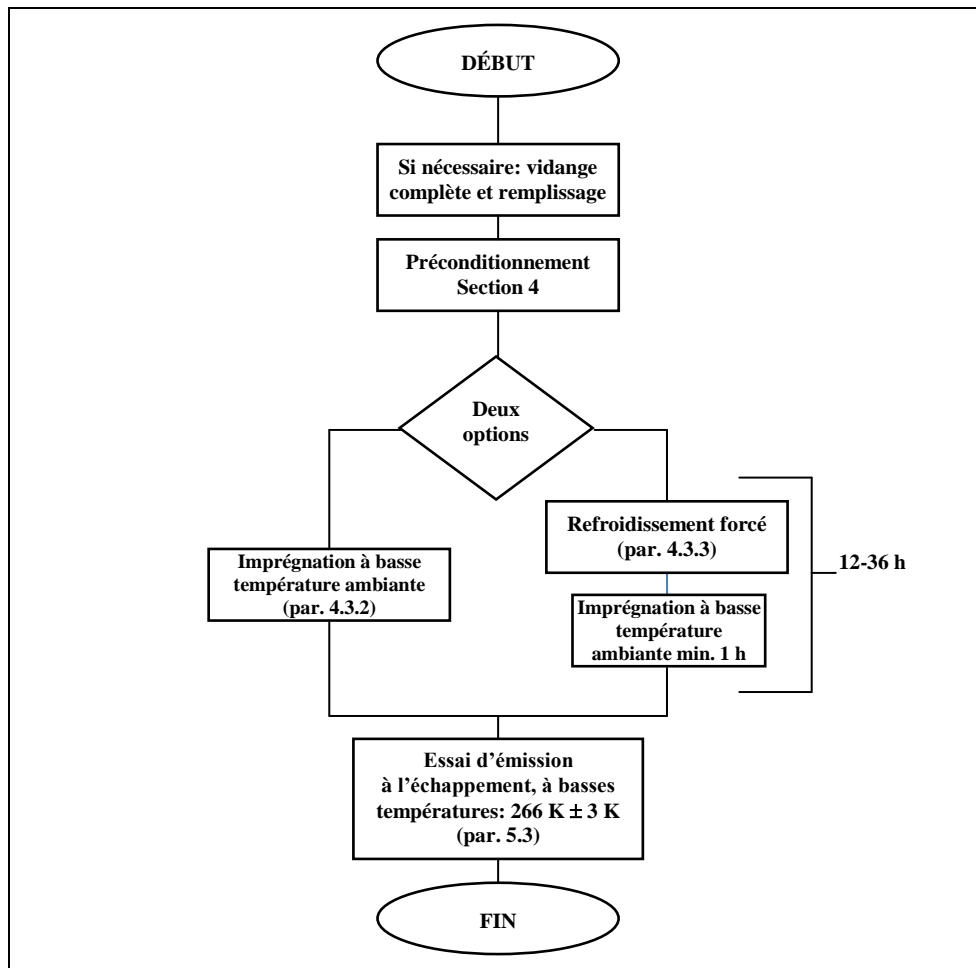 DÉBUT
Si nécessaire: vidange
complète et remplissage
Préconditionnement
Section 4
Deux
options
Imprégnation à basse
température ambiante
(par. 4.3.2)
Refroidissement forcé
(par. 4.3.3)
Imprégnation à basse
température
ambiante min. 1 h
12-36 h
Essai d’émission
à l’échappement, à basses
températures: 266 K ± 3 K
(par. 5.3)
FIN